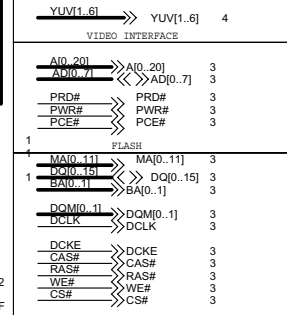 YUV[1..6] YUV[1..6] 4
VIDEO INTERFACE
A[0..20] A[0..20] 3
AD[0..7] AD[0..7] 3
PRD# PRD# 3
PWR# PWR# 3
PCE# PCE# 3
1
FLASH
1
MA[0..11] MA[0..11] 3
1 DQ[0..15] DQ[0..15] 3
BA[0..1] BA[0..1] 3
DQM[0..1] DQM[0..1] 3
DCLK DCLK 3
DCKE DCKE 3
CAS# CAS# 3
RAS# RAS# 3
2 WE# WE# 3
CS# CS# 3
F